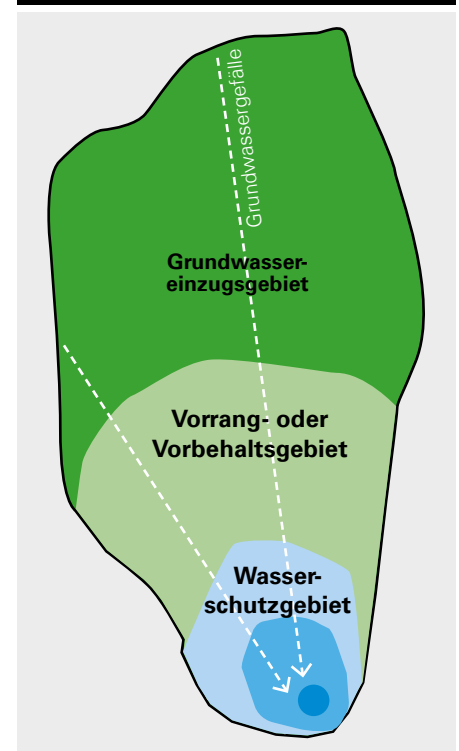 Grundwassergefälle
Grundwasser-
einzugsgebiet
Vorrang- oder
Vorbehaltsgebiet
Wasser-
schutzgebiet